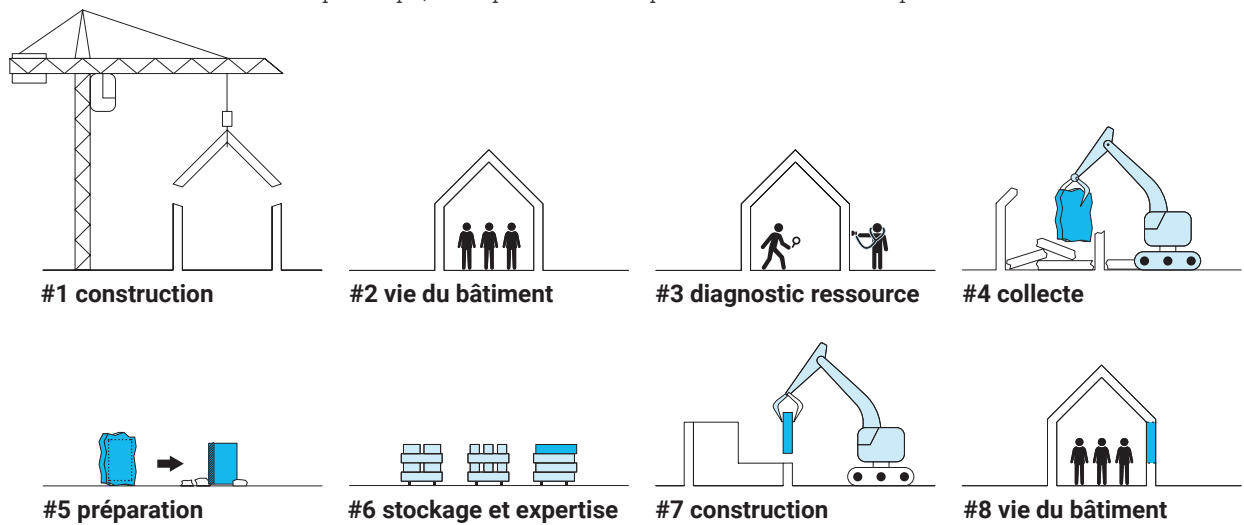 #1 construction
#2 vie du bâtiment
#3 diagnostic ressource
#4 collecte
#5 préparation
#6 stockage et expertise
#7 construction
#8 vie du bâtiment